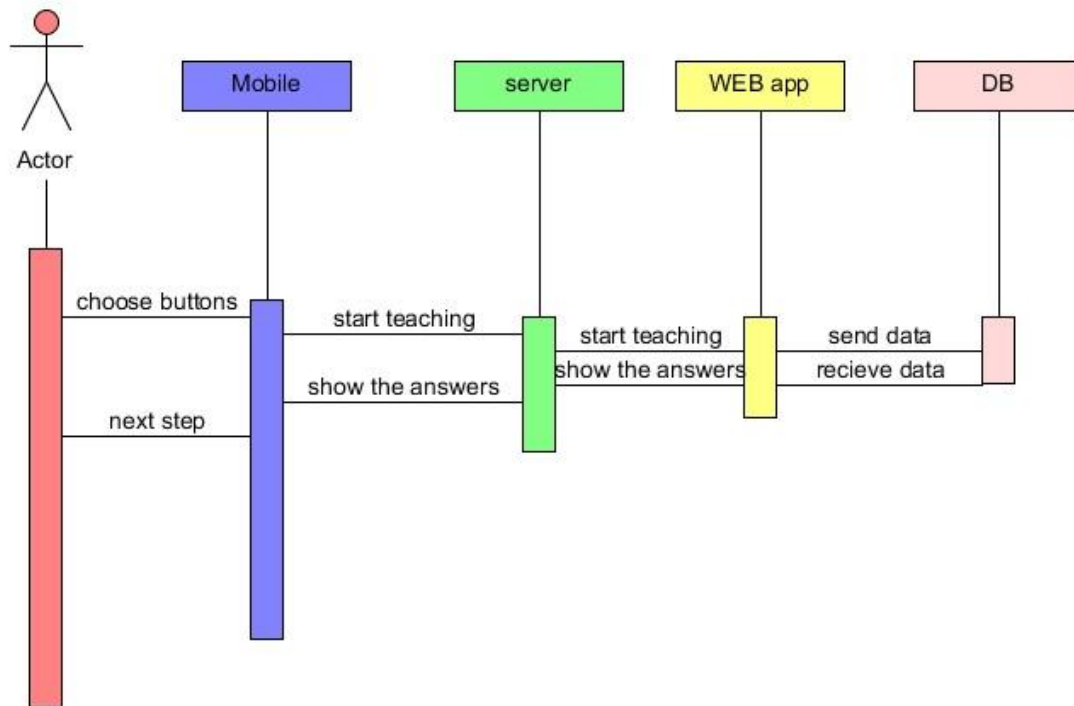 Mobile
server
WEB app
DB
Actor
choose buttons
start teaching
start teaching
send data
show the answers
recieve data
show the answers
next step